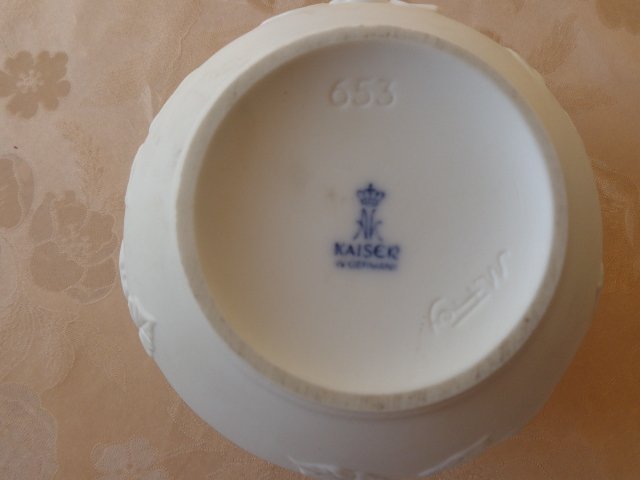 653
KAISER
W. GERMANY